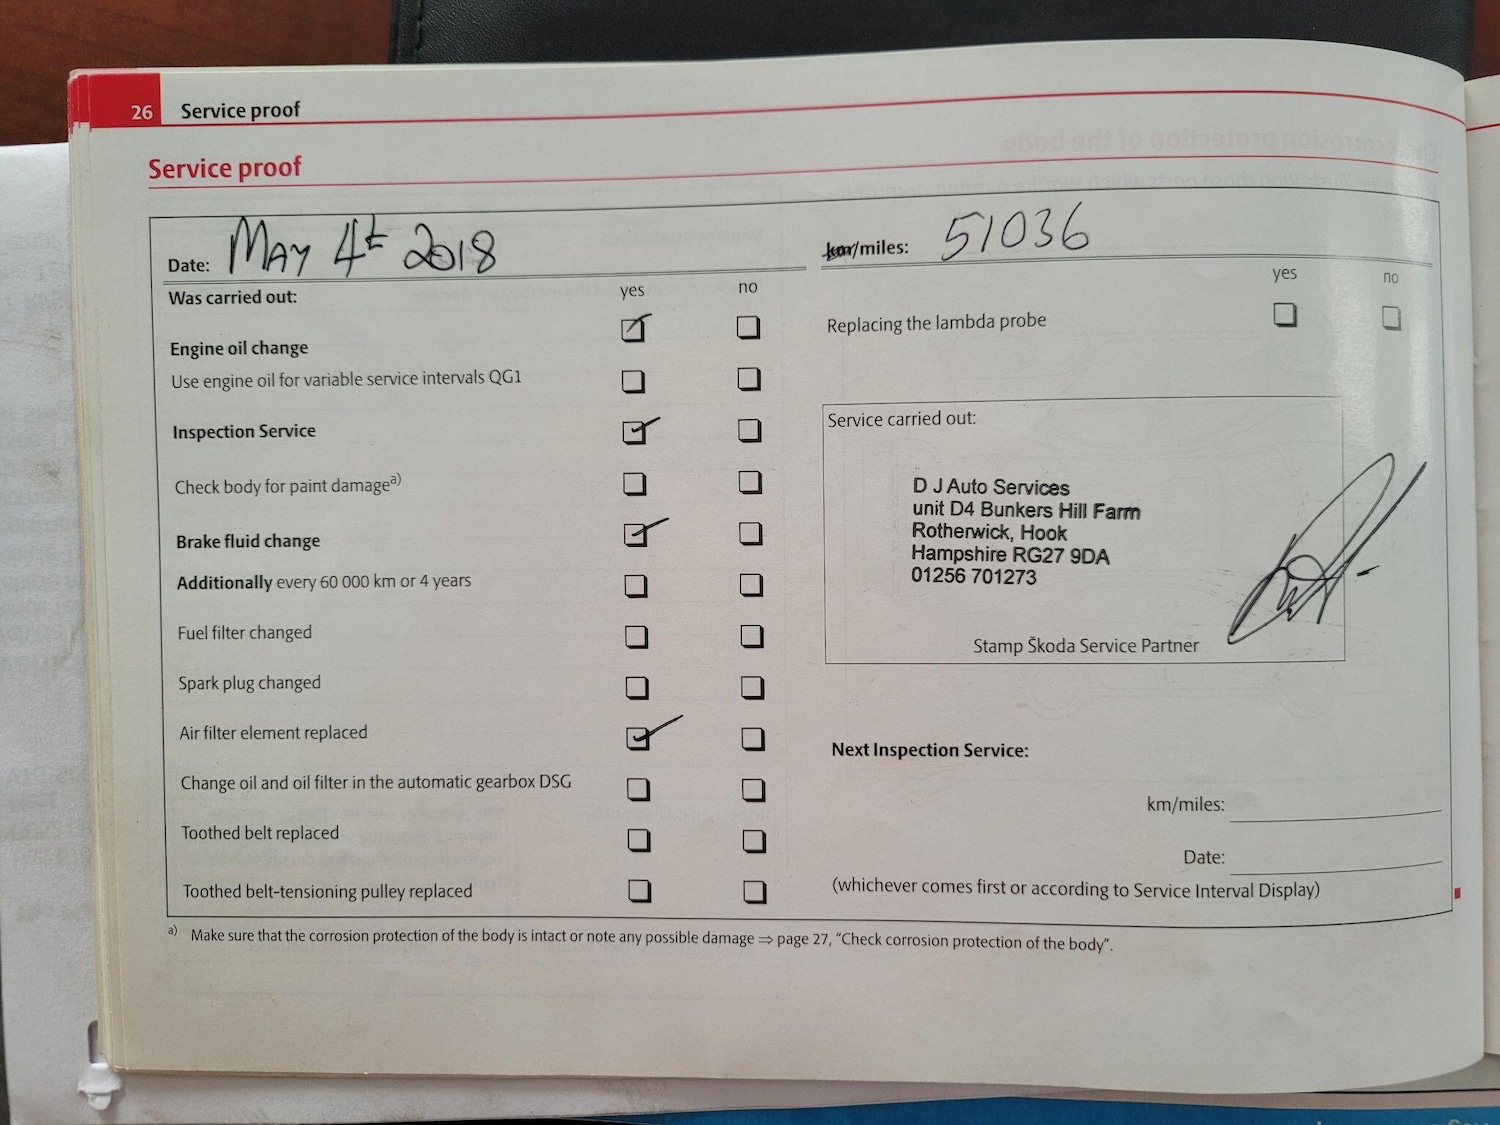 26 Service proof
Service proof
Date: MAY 4th 2018
km/miles: 51036
Was carried out: yes no
Engine oil change
Use engine oil for variable service intervals QG1
Inspection Service
Check body for paint damage a)
Brake fluid change
Additionally every 60 000 km or 4 years
Fuel filter changed
Spark plug changed
Air filter element replaced
Change oil and oil filter in the automatic gearbox DSG
Toothed belt replaced
Toothed belt-tensioning pulley replaced
yes no
Replacing the lambda probe
Service carried out:
D J Auto Services
unit D4 Bunkers Hill Farm
Rotherwick, Hook
Hampshire RG27 9DA
01256 701273
Stamp Škoda Service Partner
Next Inspection Service:
km/miles:
Date:
(whichever comes first or according to Service Interval Display)
a) Make sure that the corrosion protection of the body is intact or note any possible damage ⇒ page 27, “Check corrosion protection of the body”.